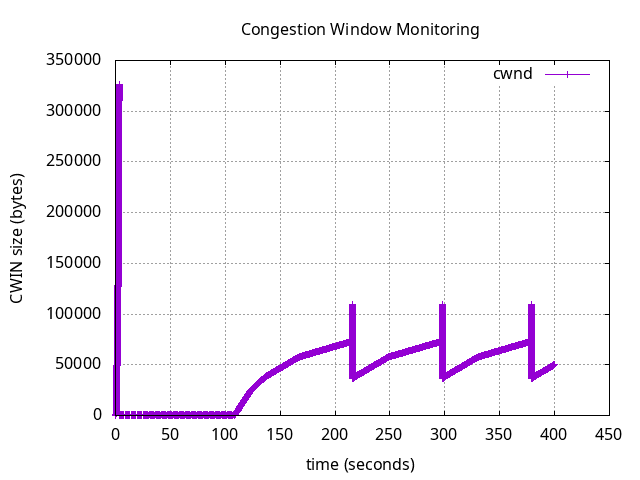 Congestion Window Monitoring
350000
300000
250000
200000
150000
100000
50000
0
CWIN size (bytes)
cwnd
0 50 100 150 200 250 300 350 400 450
time (seconds)